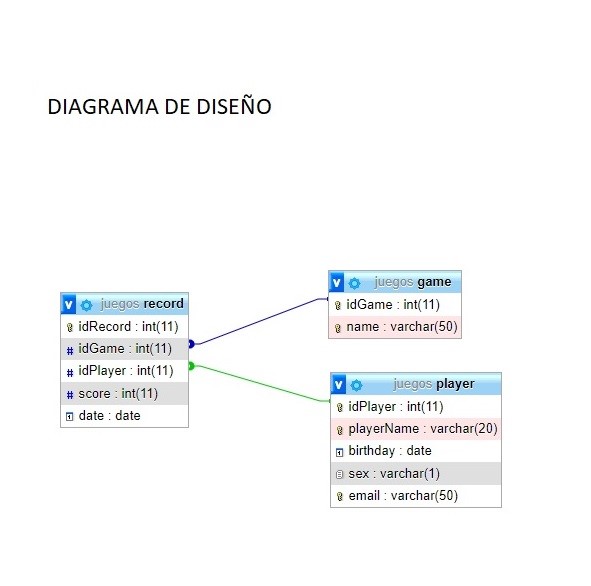 DIAGRAMA DE DISEÑO
juegos record
idRecord : int(11)
# idGame : int(11)
# idPlayer : int(11)
# score : int(11)
date : date
juegos game
idGame : int(11)
name : varchar(50)
juegos player
idPlayer : int(11)
playerName : varchar(20)
birthday : date
sex : varchar(1)
email : varchar(50)